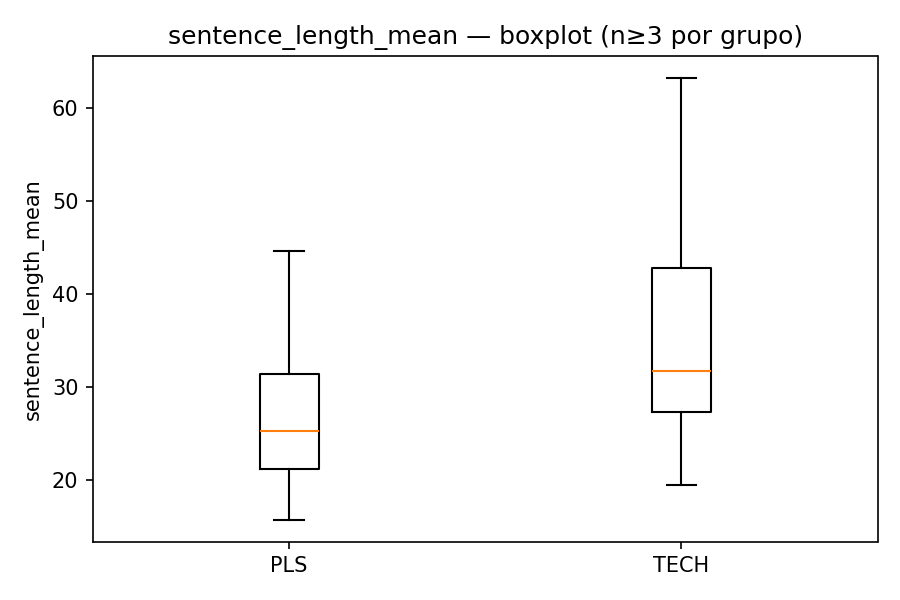 sentence_length_mean — boxplot (n≥3 por grupo)
sentence_length_mean
60
50
40
30
20
PLS
TECH